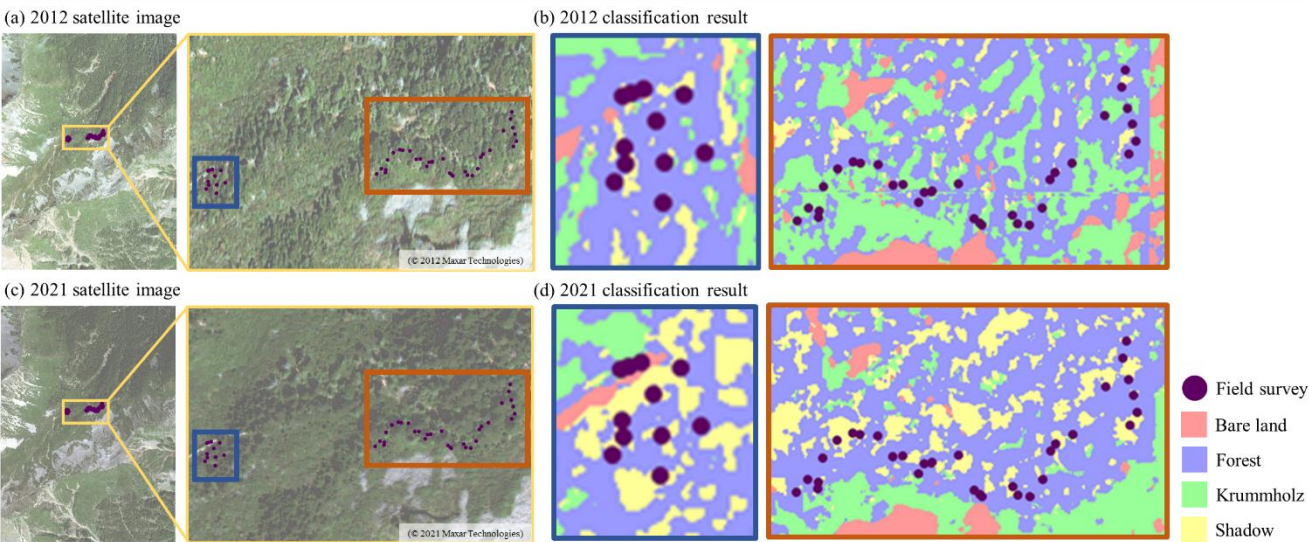 (a) 2012 satellite image
(b) 2012 classification result
(© 2012 Maxar Technologies)
(c) 2021 satellite image
(d) 2021 classification result
(© 2021 Maxar Technologies)
Field survey
Bare land
Forest
Krummholz
Shadow